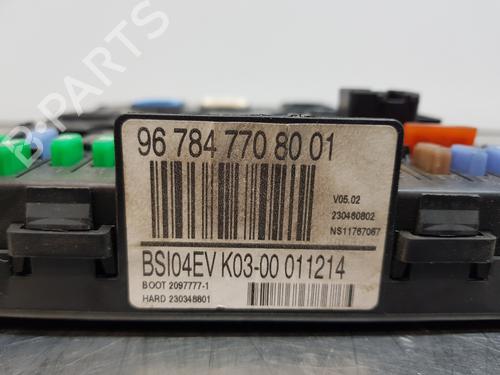 B-PARTS
96 784 770 80 01
V05.02
230460802
NS11767067
BSI04EV K03-00 011214
BOOT 2097777-1
HARD 230348801